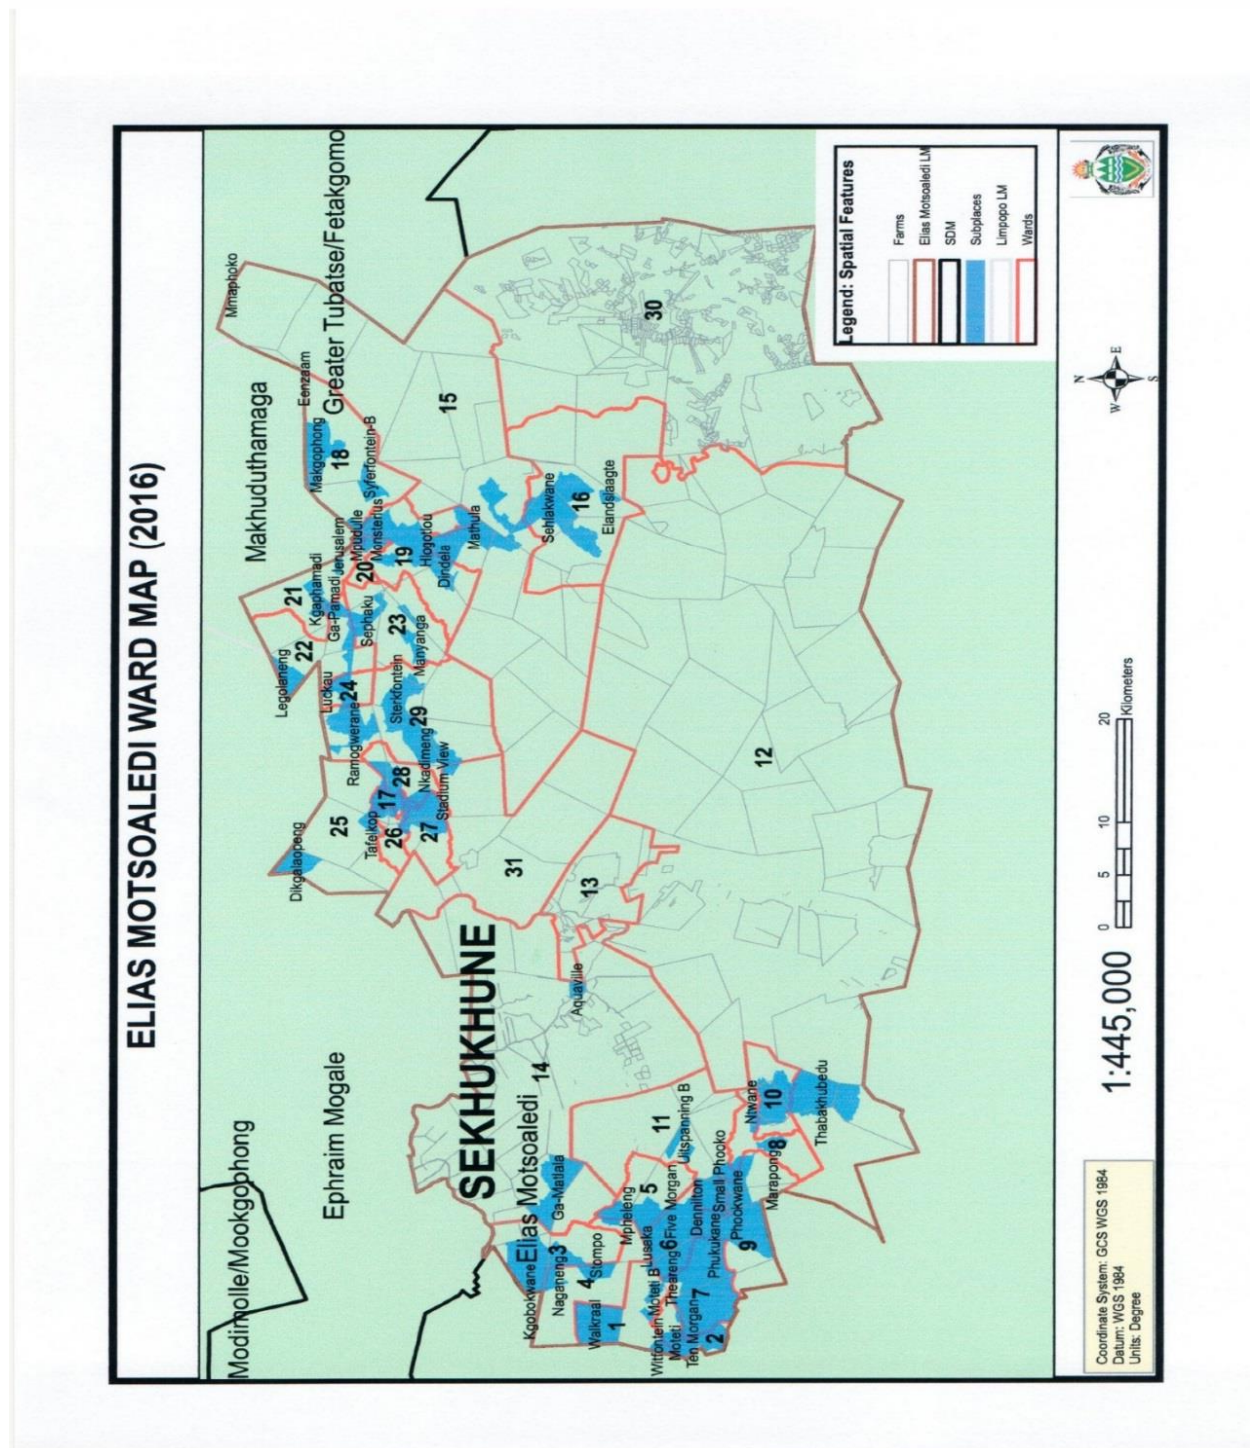 ELIAS MOTSOALEDI WARD MAP (2016)
Modimolle/Mookgophong
Ephraim Mogale
Makhuduthamaga
Greater Tubatse/Fetakgomo
SEKHUKHUNE
Elias Motsoaledi
Mmaphoko
Eenzaam
Makgophong
18
Syferfontein-B
15
30
Jerusalem
Mpudulle
Monsterlus
20
19
Hlogotlou
Dindela
Mathula
Sehlakwane
16
Elandslaagte
21
Kgaphamadi
Ga-Pamadi
22
Legolaneng
Sephaku
23
Manyanga
Luckau
24
Ramogwerane
Sterkfontein
29
Nkadimeng
Stadium View
28
17
25
Tafelkop
26
27
Dikgalaopeng
31
13
12
Aquaville
14
11
Uitspanning B
Ntwane
10
Thabakhubedu
8
Marapong
Small Phooko
Phookwane
9
Phukukane
Dennilton
Five Morgan
5
Mpheleng
6
Lusaka
Theareng
Moteti B
Witfontein
Moteti
7
Ten Morgan
2
Ga-Matlala
3
Naganeng
Kgobokwane
4
Stompo
Walkraal
1
Legend: Spatial Features
Farms
Elias Motsoaledi LM
SDM
Subplaces
Limpopo LM
Wards
Coordinate System: GCS WGS 1984
Datum: WGS 1984
Units: Degree
1:445,000
0 5 10 20
Kilometers
N
W E
S